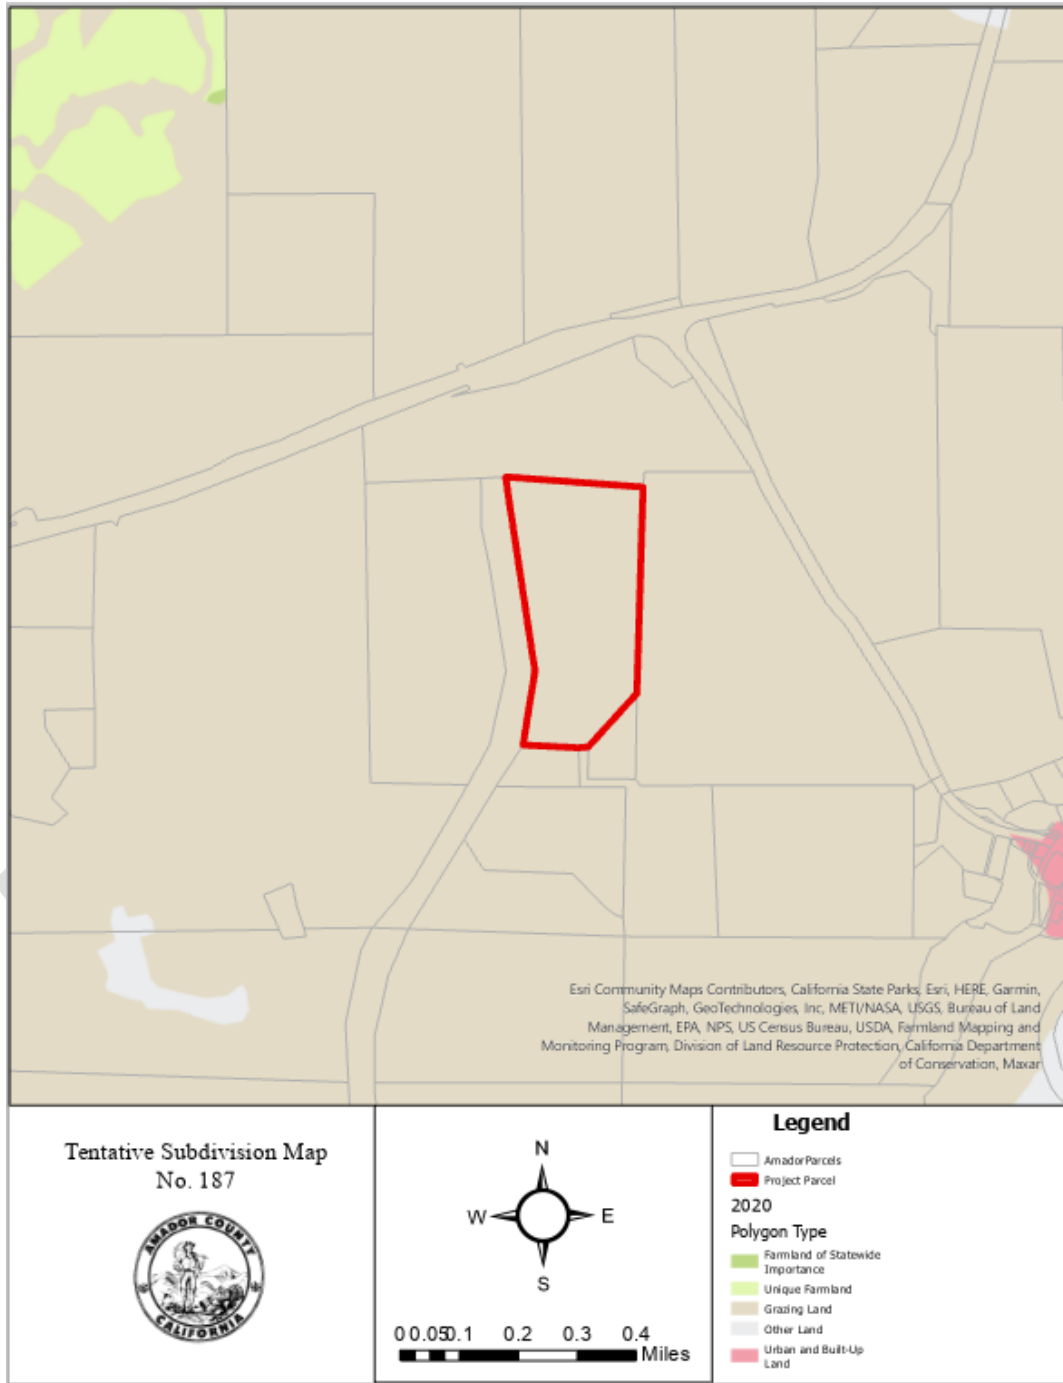 Esri Community Maps Contributors, California State Parks, Esri, HERE, Garmin,
SafeGraph, GeoTechnologies, Inc, METI/NASA, USGS, Bureau of Land
Management, EPA, NPS, US Census Bureau, USDA, Farmland Mapping and
Monitoring Program, Division of Land Resource Protection, California Department
of Conservation, Maxar
Tentative Subdivision Map
No. 187
AMADOR COUNTY
CALIFORNIA
N
W E
S
0 0.05 0.1 0.2 0.3 0.4
Miles
Legend
AmadorParcels
Project Parcel
2020
Polygon Type
Farmland of Statewide
Importance
Unique Farmland
Grazing Land
Other Land
Urban and Built-Up
Land